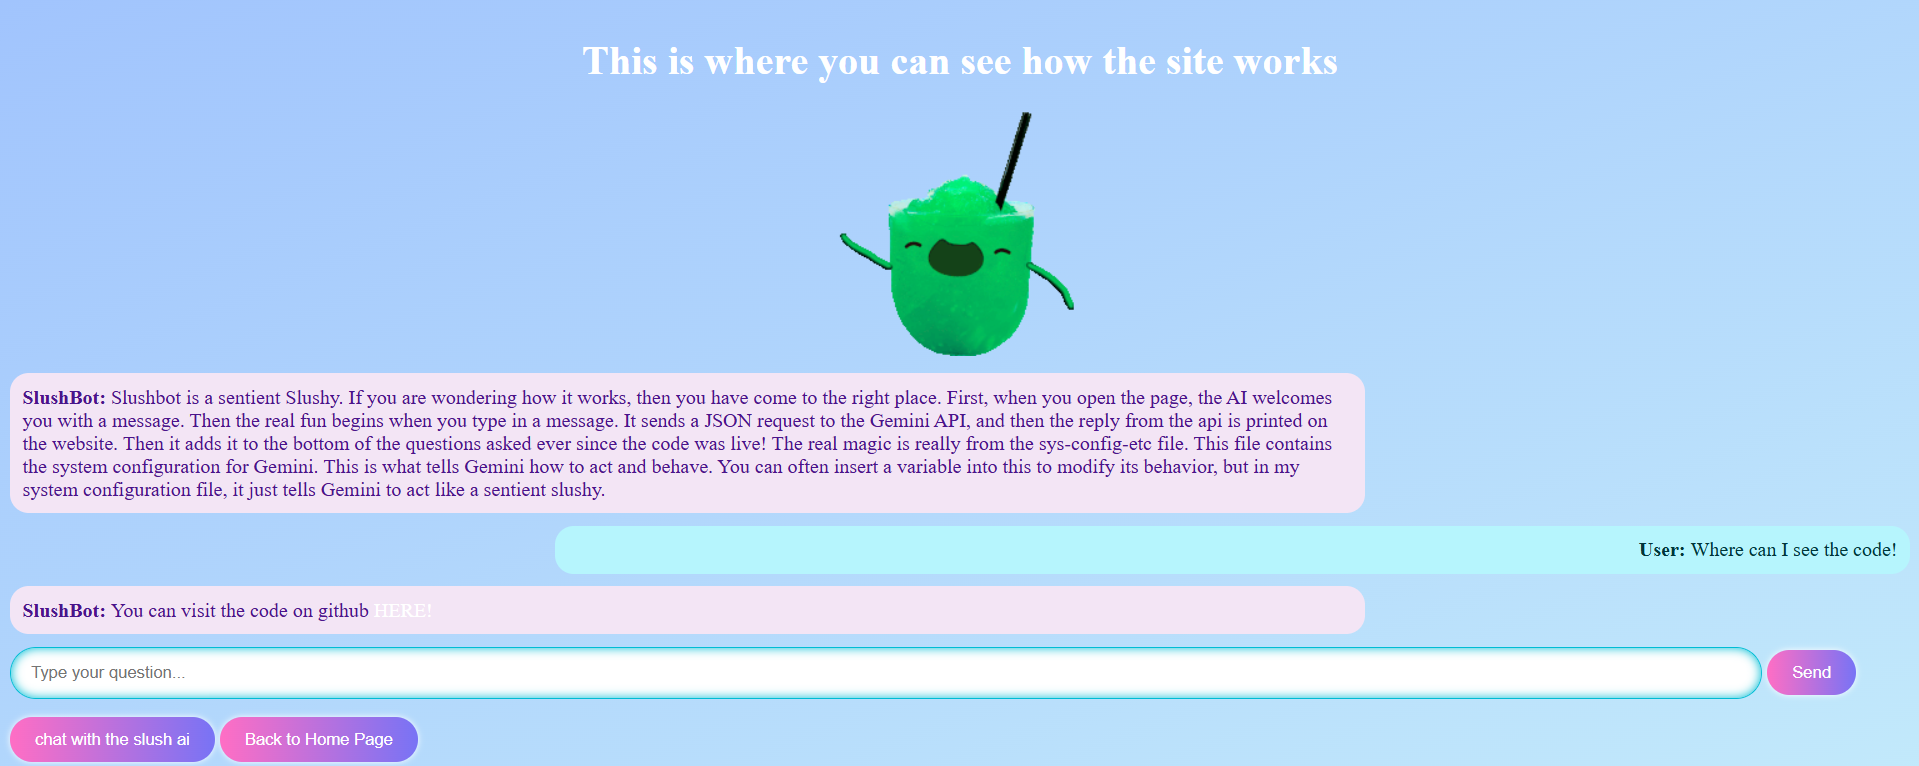 This is where you can see how the site works
SlushBot: Slushbot is a sentient Slushy. If you are wondering how it works, then you have come to the right place. First, when you open the page, the AI welcomes
you with a message. Then the real fun begins when you type in a message. It sends a JSON request to the Gemini API, and then the reply from the api is printed on
the website. Then it adds it to the bottom of the questions asked ever since the code was live! The real magic is really from the sys-config-etc file. This file contains
the system configuration for Gemini. This is what tells Gemini how to act and behave. You can often insert a variable into this to modify its behavior, but in my
system configuration file, it just tells Gemini to act like a sentient slushy.
User: Where can I see the code!
SlushBot: You can visit the code on github HERE!
Type your question...
Send
chat with the slush ai
Back to Home Page